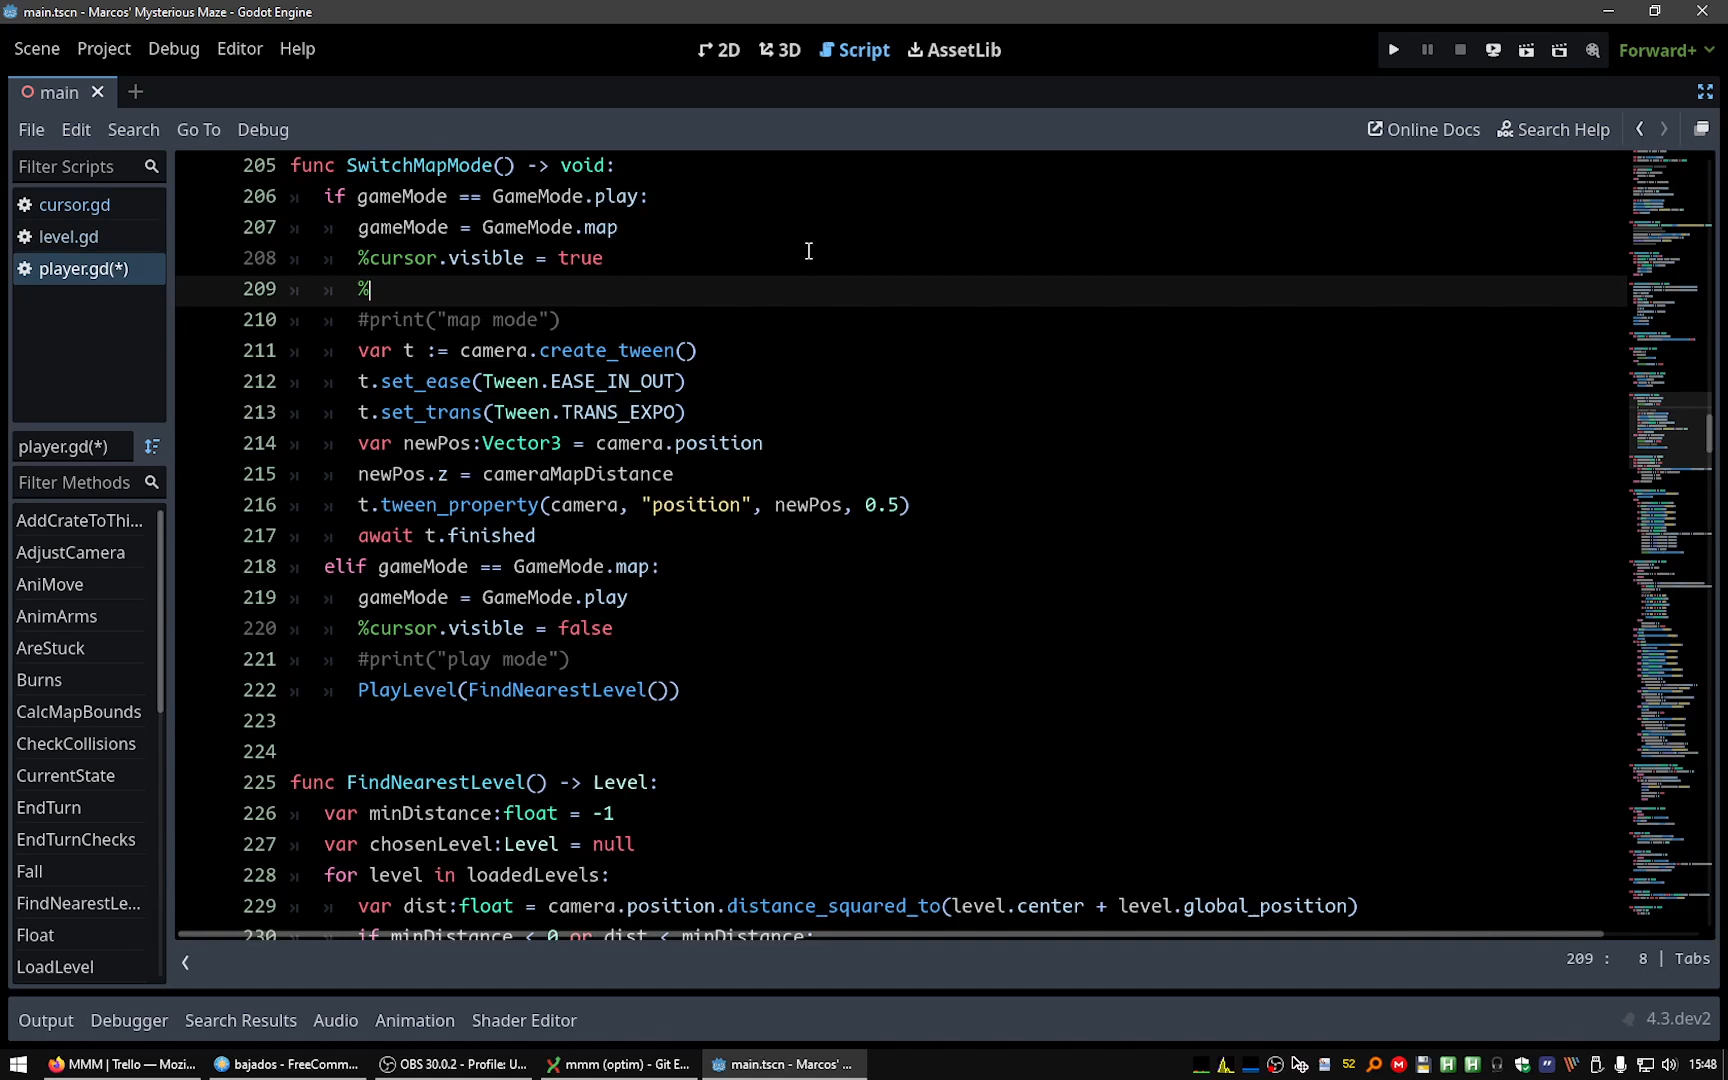 main.tscn - Marcos' Mysterious Maze - Godot Engine
Scene Project Debug Editor Help
2D 3D Script AssetLib
Forward+
main
File Edit Search Go To Debug
Online Docs Search Help
Filter Scripts
cursor.gd
level.gd
player.gd(*)
player.gd(*)
Filter Methods
AddCrateToThi...
AdjustCamera
AniMove
AnimArms
AreStuck
Burns
CalcMapBounds
CheckCollisions
CurrentState
EndTurn
EndTurnChecks
Fall
FindNearestLe...
Float
LoadLevel
205 func SwitchMapMode() -> void:
206 if gameMode == GameMode.play:
207 gameMode = GameMode.map
208 %cursor.visible = true
209 %
210 #print("map mode")
211 var t := camera.create_tween()
212 t.set_ease(Tween.EASE_IN_OUT)
213 t.set_trans(Tween.TRANS_EXPO)
214 var newPos:Vector3 = camera.position
215 newPos.z = cameraMapDistance
216 t.tween_property(camera, "position", newPos, 0.5)
217 await t.finished
218 elif gameMode == GameMode.map:
219 gameMode = GameMode.play
220 %cursor.visible = false
221 #print("play mode")
222 PlayLevel(FindNearestLevel())
223
224
225 func FindNearestLevel() -> Level:
226 var minDistance:float = -1
227 var chosenLevel:Level = null
228 for level in loadedLevels:
229 var dist:float = camera.position.distance_squared_to(level.center + level.global_position)
230 if minDistance < 0 or dist < minDistance:
209 : 8 | Tabs
Output Debugger Search Results Audio Animation Shader Editor
4.3.dev2
MMM | Trello — Mozi... bajados - FreeComm... OBS 30.0.2 - Profile: U... mmm (optim) - Git E... main.tscn - Marcos' ... 52 15:48